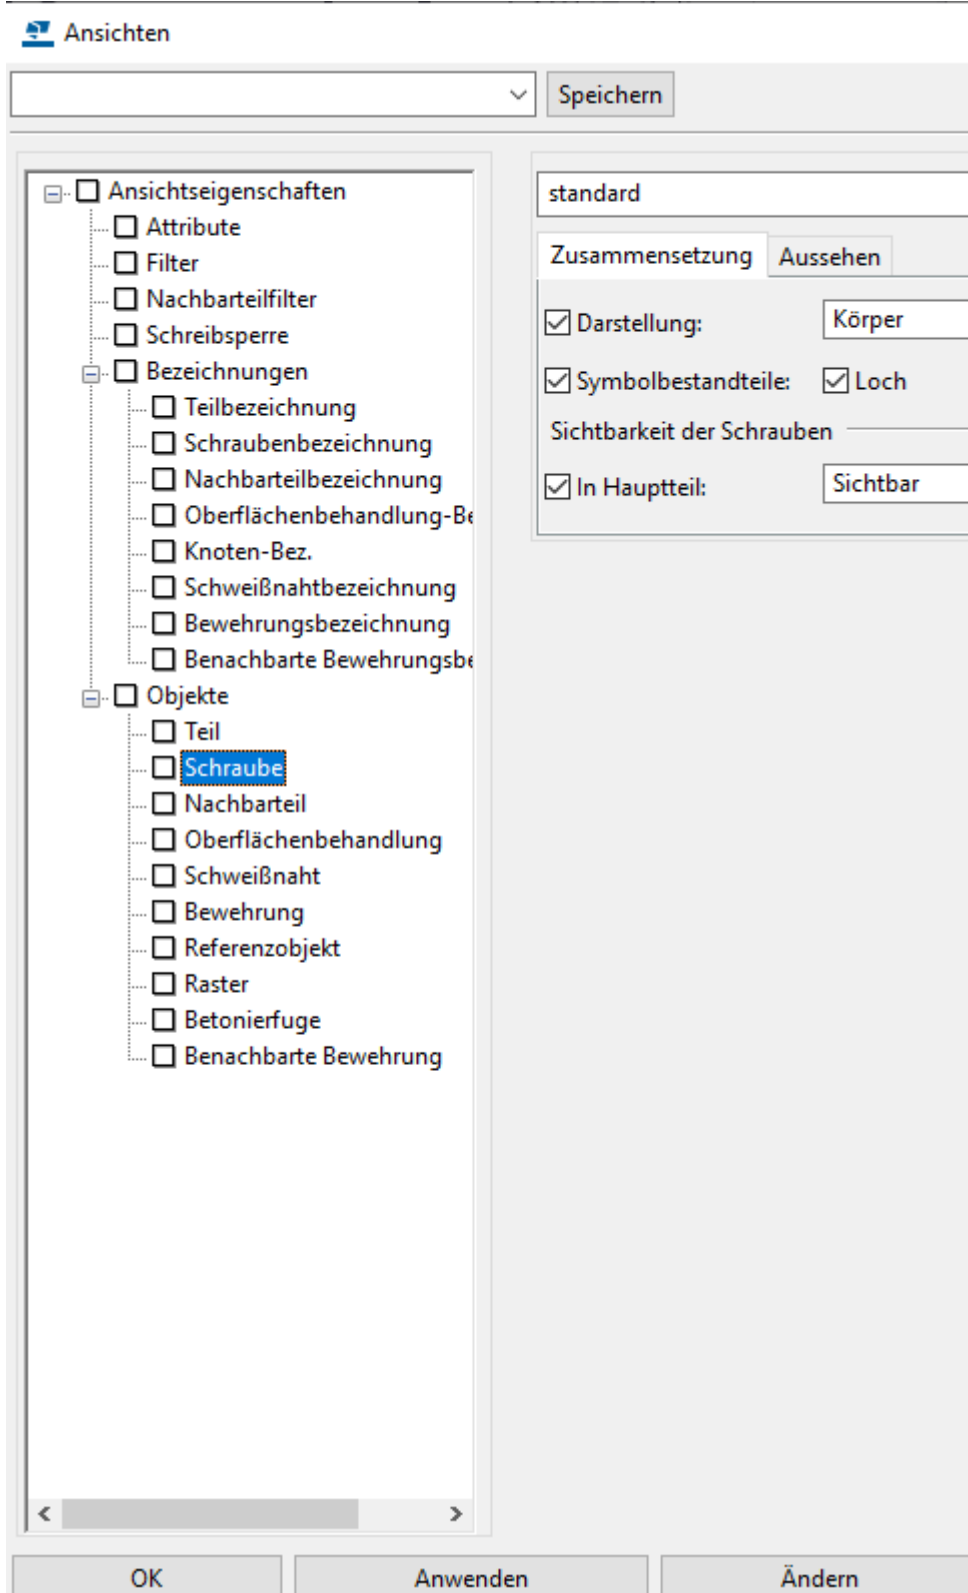 Ansichten
Speichern
Ansichtseigenschaften
Attribute
Filter
Nachbarteilfilter
Schreibsperre
Bezeichnungen
Teilbezeichnung
Schraubenbezeichnung
Nachbarteilbezeichnung
Oberflächenbehandlung-Be
Knoten-Bez.
Schweißnahtbezeichnung
Bewehrungsbezeichnung
Benachbarte Bewehrungsbe
Objekte
Teil
Schraube
Nachbarteil
Oberflächenbehandlung
Schweißnaht
Bewehrung
Referenzobjekt
Raster
Betonierfuge
Benachbarte Bewehrung
standard
Zusammensetzung Aussehen
Darstellung: Körper
Symbolbestandteile: Loch
Sichtbarkeit der Schrauben
In Hauptteil: Sichtbar
OK Anwenden Ändern